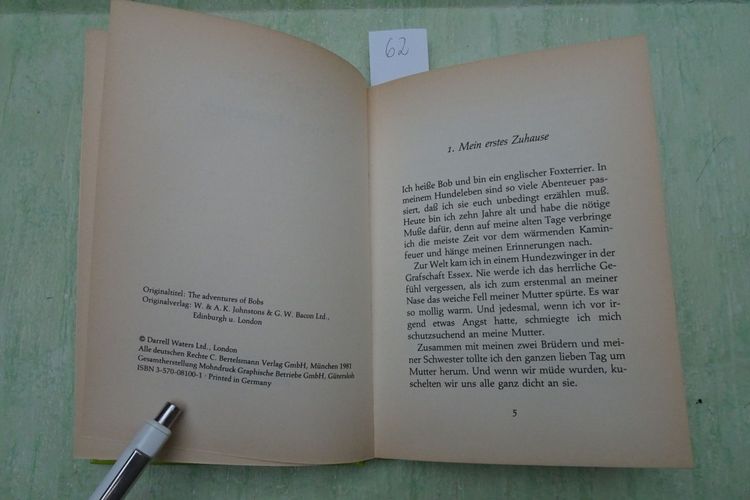 62
Originaltitel: The adventures of Bobs
Originalverlag: W. & A. K. Johnstons & G. W. Bacon Ltd.,
Edinburgh u. London
© Darrell Waters Ltd., London
Alle deutschen Rechte C. Bertelsmann Verlag GmbH, München 1981
Gesamtherstellung Mohndruck Graphische Betriebe GmbH, Gütersloh
ISBN 3-570-08100-1 · Printed in Germany
1. Mein erstes Zuhause
Ich heiße Bob und bin ein englischer Foxterrier. In
meinem Hundeleben sind so viele Abenteuer pas-
siert, daß ich sie euch unbedingt erzählen muß.
Heute bin ich zehn Jahre alt und habe die nötige
Muße dafür, denn auf meine alten Tage verbringe
ich die meiste Zeit vor dem wärmenden Kamin-
feuer und hänge meinen Erinnerungen nach.
Zur Welt kam ich in einem Hundezwinger in der
Grafschaft Essex. Nie werde ich das herrliche Ge-
fühl vergessen, als ich zum erstenmal an meiner
Nase das weiche Fell meiner Mutter spürte. Es war
so mollig warm. Und jedesmal, wenn ich vor ir-
gend etwas Angst hatte, schmiegte ich mich
schutzsuchend an meine Mutter.
Zusammen mit meinen zwei Brüdern und mei-
ner Schwester tollte ich den ganzen lieben Tag um
Mutter herum. Und wenn wir müde wurden, ku-
schelten wir uns alle ganz dicht an sie.
5